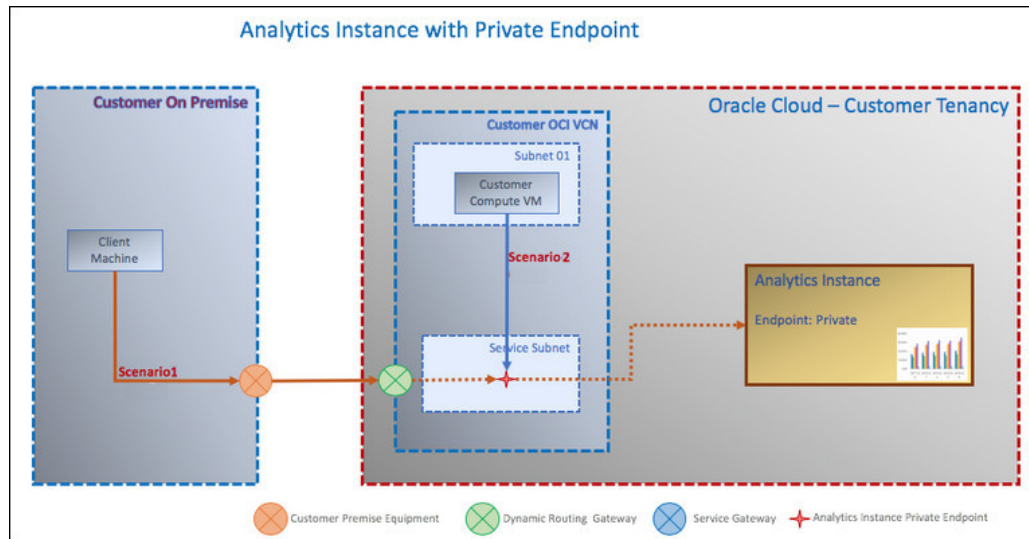 Analytics Instance with Private Endpoint
Customer On Premise
Oracle Cloud – Customer Tenancy
Customer OCI VCN
Subnet 01
Customer
Compute VM
Client
Machine
Scenario 2
Analytics Instance
Endpoint: Private
Service Subnet
Scenario1
Customer Premise Equipment
Dynamic Routing Gateway
Service Gateway
Analytics Instance Private Endpoint